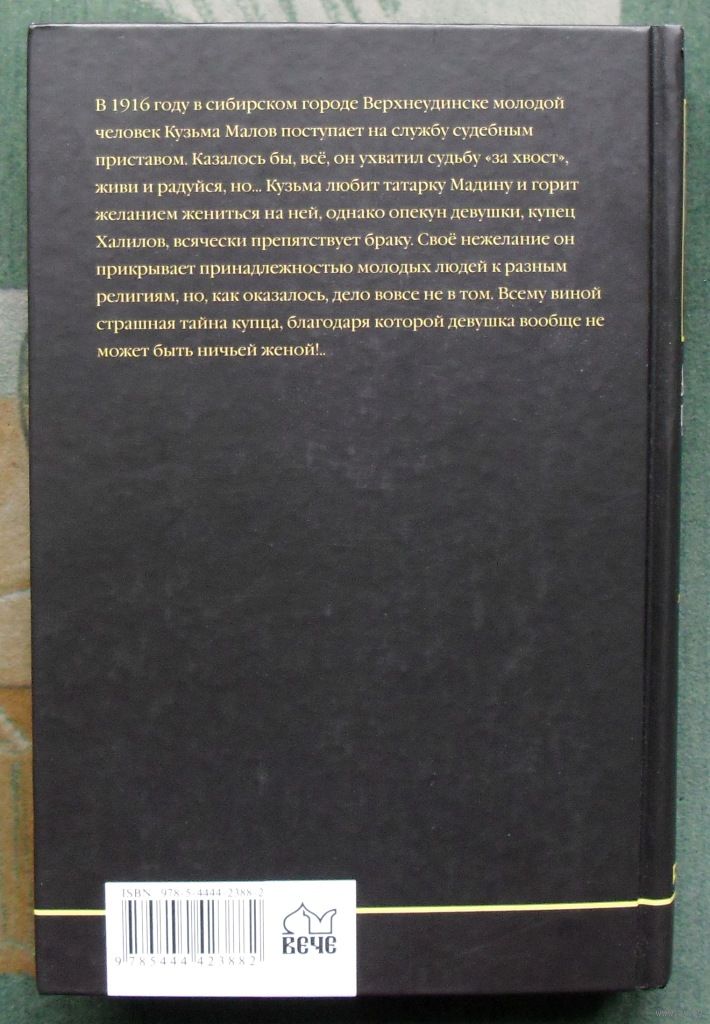 В 1916 году в сибирском городе Верхнеудинске молодой
человек Кузьма Малов поступает на службу судебным
приставом. Казалось бы, всё, он ухватил судьбу «за хвост»,
живи и радуйся, но... Кузьма любит татарку Мадину и горит
желанием жениться на ней, однако опекун девушки, купец
Халилов, всячески препятствует браку. Своё нежелание он
прикрывает принадлежностью молодых людей к разным
религиям, но, как оказалось, дело вовсе не в том. Всему виной
страшная тайна купца, благодаря которой девушка вообще не
может быть ничьей женой!..
ISBN 978-5-4444-2388-2
9 785444 423882
ВЕЧЕ